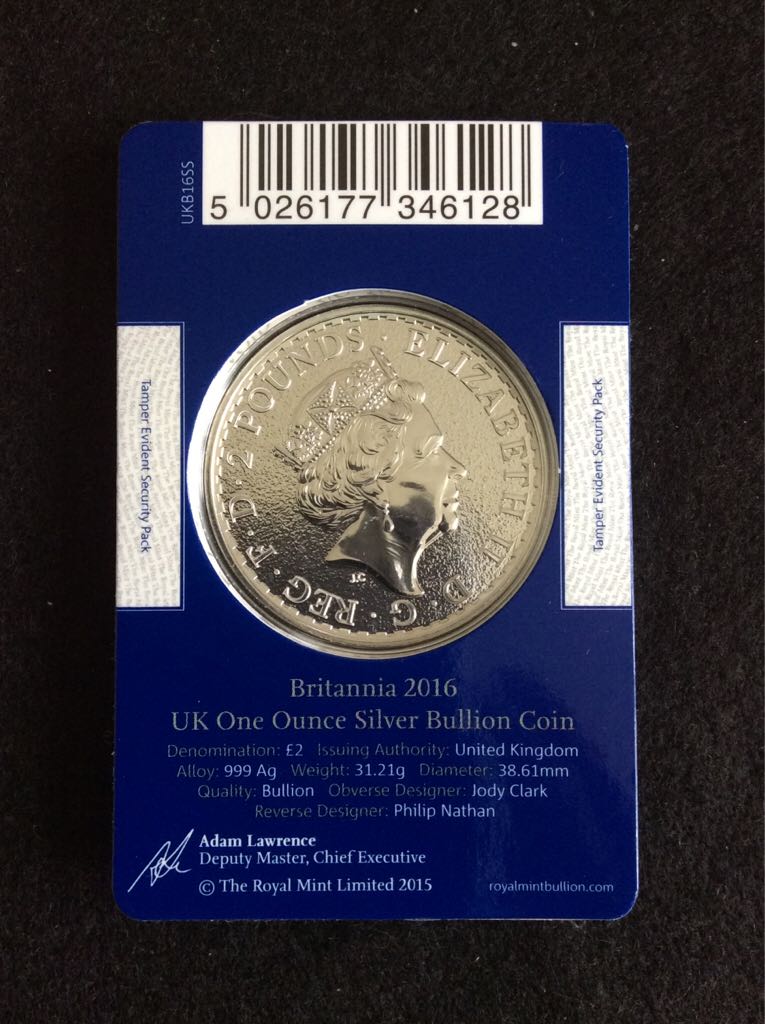 UKB16SS
5 026177 346128
ELIZABETH II · D · G · REG · F · D · 2 POUNDS ·
J.C
Tamper Evident Security Pack
Tamper Evident Security Pack
Britannia 2016
UK One Ounce Silver Bullion Coin
Denomination: £2 Issuing Authority: United Kingdom
Alloy: 999 Ag Weight: 31.21g Diameter: 38.61mm
Quality: Bullion Obverse Designer: Jody Clark
Reverse Designer: Philip Nathan
Adam Lawrence
Deputy Master, Chief Executive
© The Royal Mint Limited 2015
royalmintbullion.com